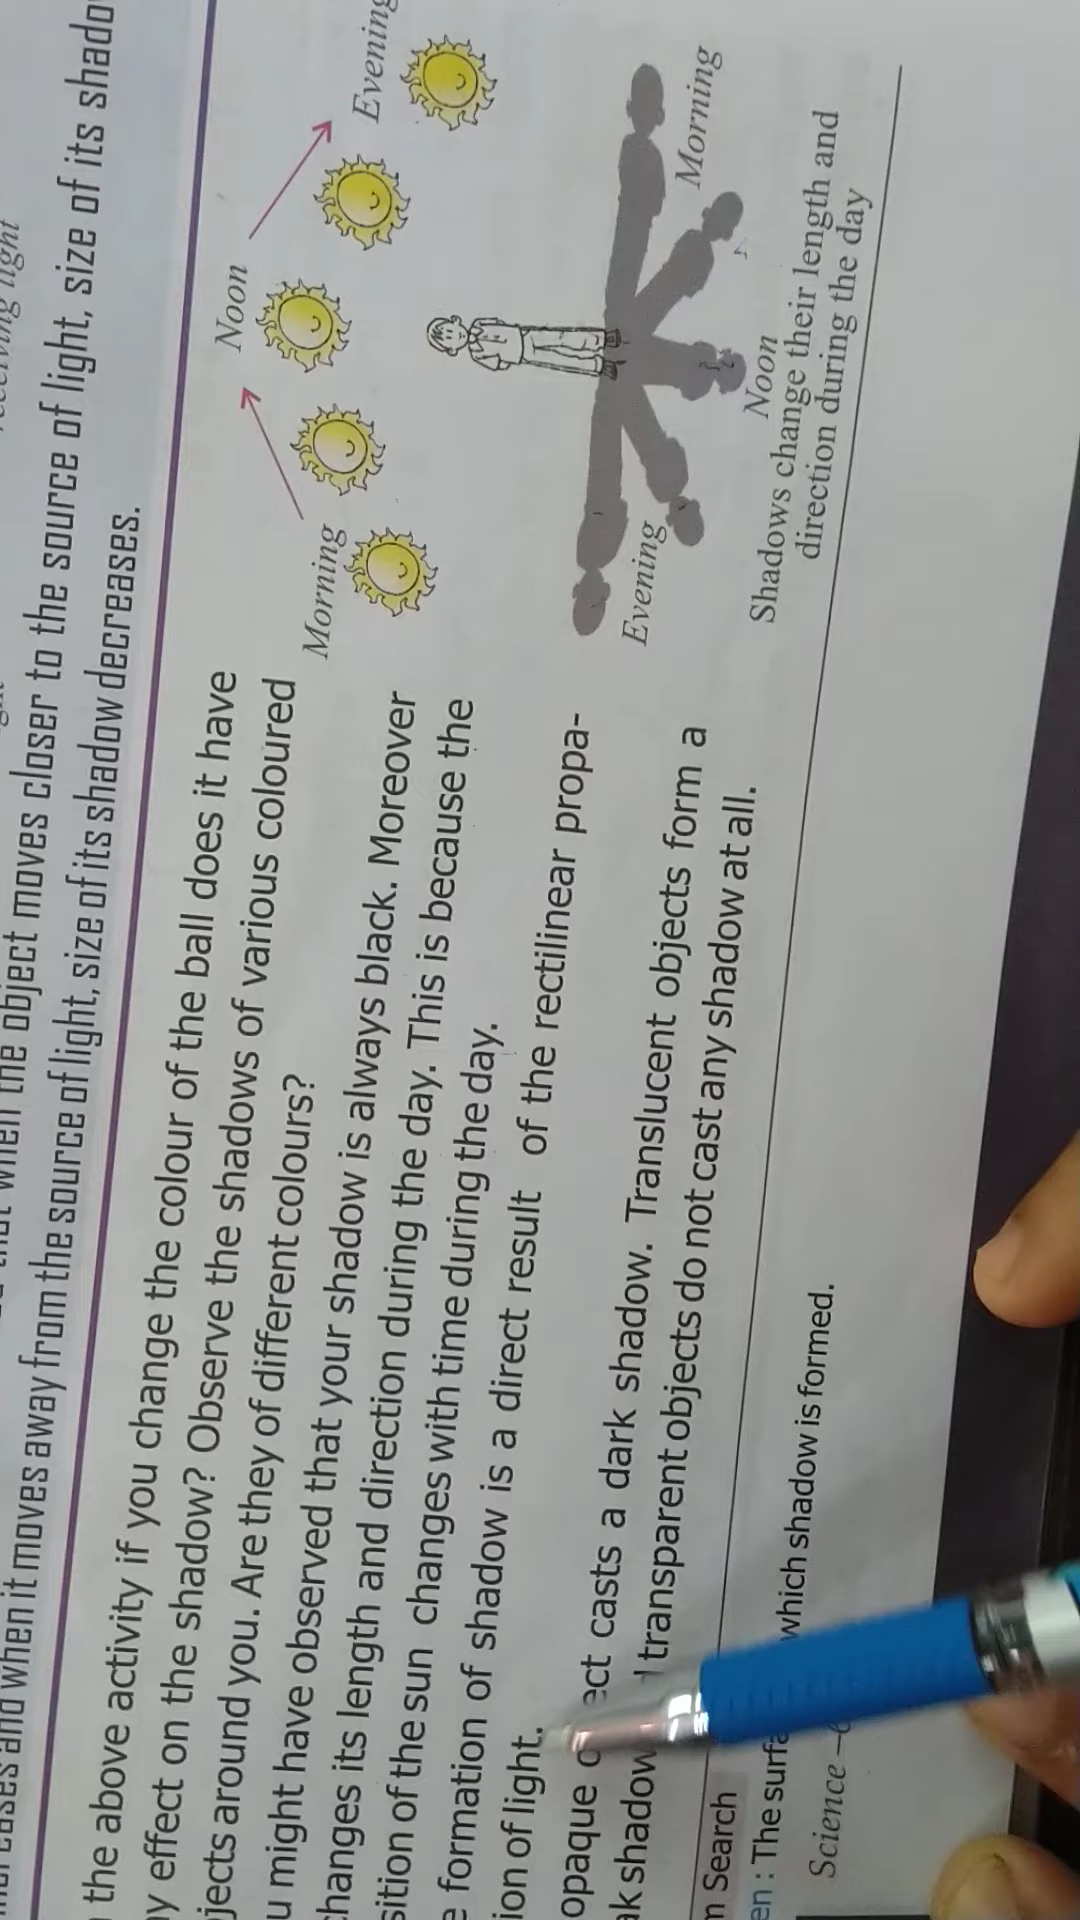 when the object moves closer to the source of light, size of its shado
and when it moves away from the source of light, size of its shadow decreases.
the above activity if you change the colour of the ball does it have
y effect on the shadow? Observe the shadows of various coloured
jects around you. Are they of different colours?
u might have observed that your shadow is always black. Moreover
hanges its length and direction during the day. This is because the
sition of the sun changes with time during the day.
e formation of shadow is a direct result of the rectilinear propa-
ion of light.
opaque ect casts a dark shadow. Translucent objects form a
ak shadow transparent objects do not cast any shadow at all.
Morning
Noon
Evening
Morning
Noon
Evening
Shadows change their length and
direction during the day
n Search
en : The surfa which shadow is formed.
Science –